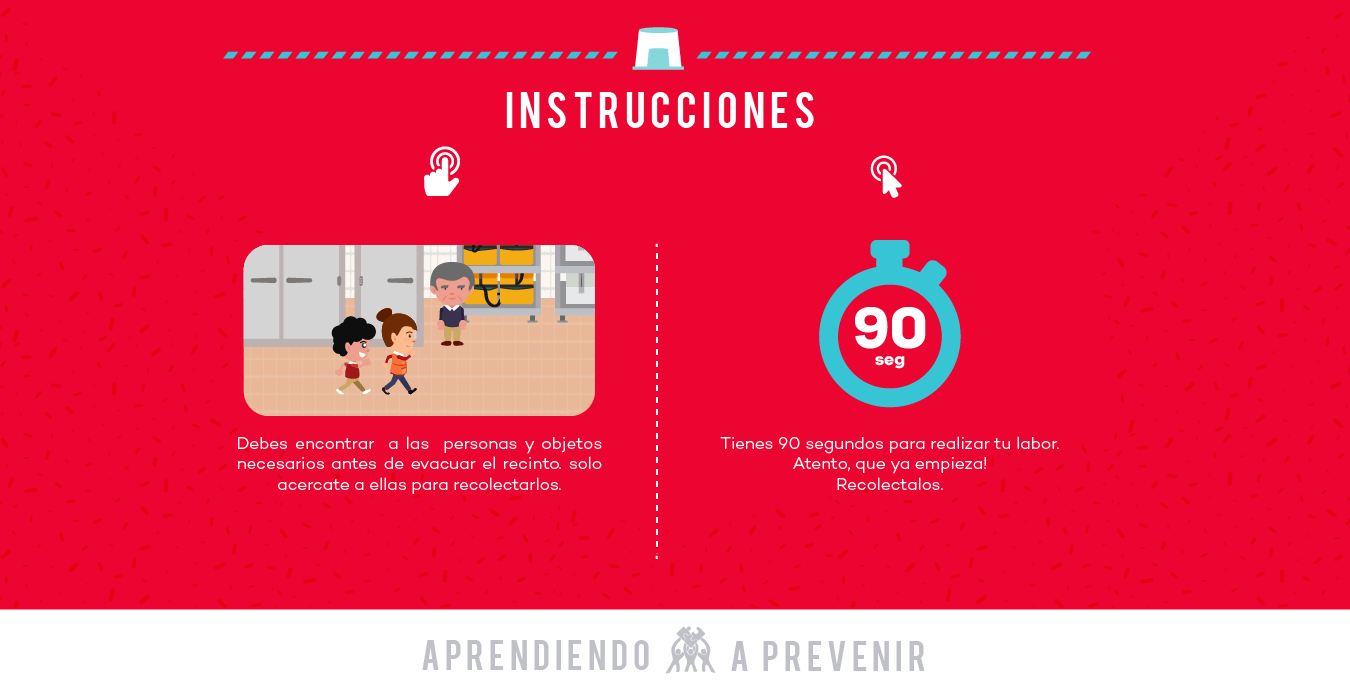 INSTRUCCIONES
Debes encontrar a las personas y objetos
necesarios antes de evacuar el recinto. solo
acercate a ellas para recolectarlos.
90
seg
Tienes 90 segundos para realizar tu labor.
Atento, que ya empieza!
Recolectalos.
APRENDIENDO A PREVENIR